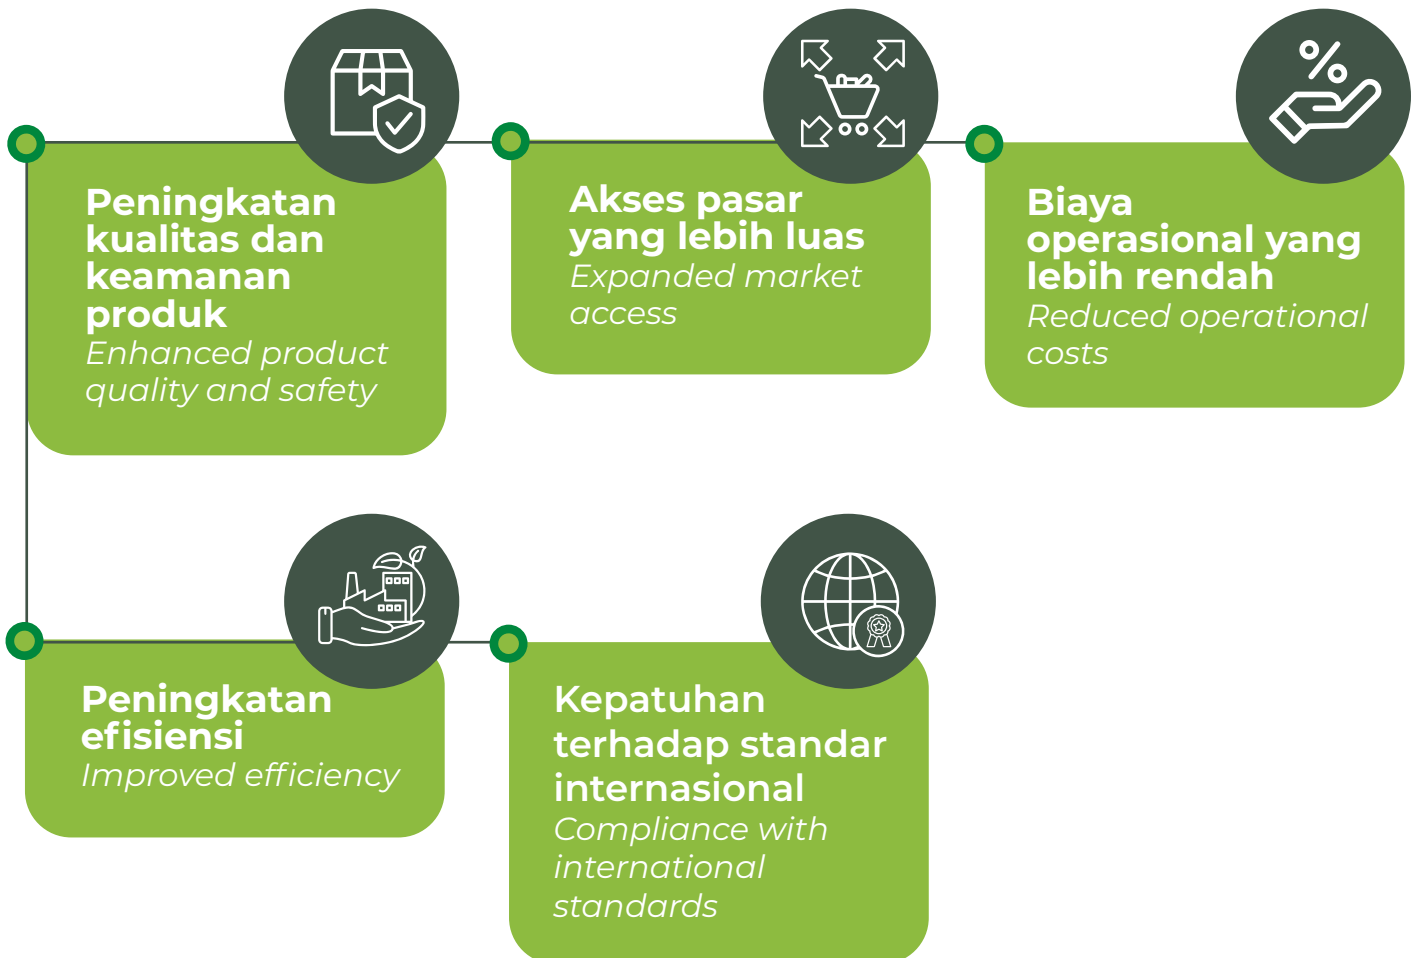 Peningkatan
kualitas dan
keamanan
produk
Enhanced product
quality and safety
Akses pasar
yang lebih luas
Expanded market
access
Biaya
operasional yang
lebih rendah
Reduced operational
costs
Peningkatan
efisiensi
Improved efficiency
Kepatuhan
terhadap standar
internasional
Compliance with
international
standards